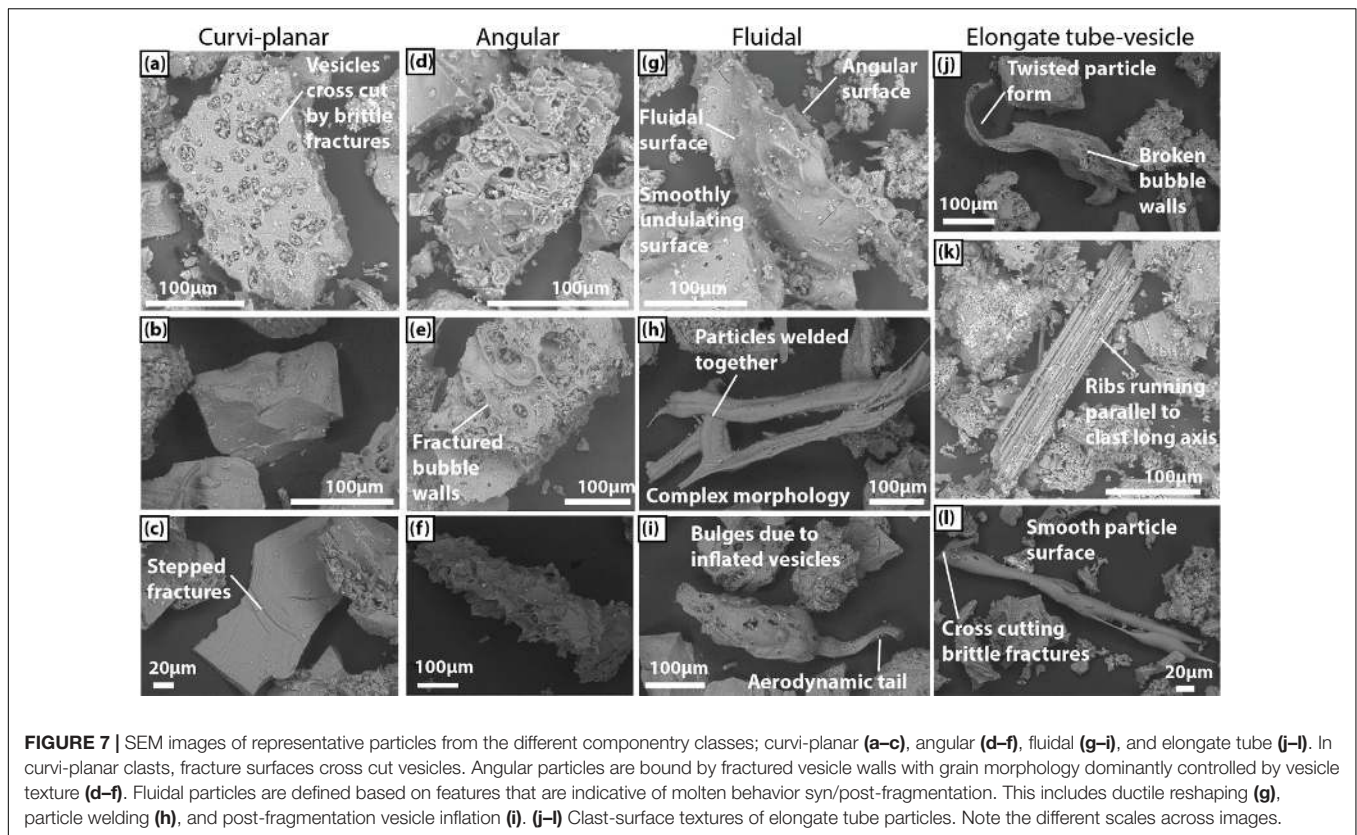 Curvi-planar
Angular
Fluidal
Elongate tube-vesicle
(a)
Vesicles
cross cut
by brittle
fractures
100μm
(b)
100μm
(c)
Stepped
fractures
20μm
(d)
100μm
(e)
Fractured
bubble
walls
100μm
(f)
100μm
(g)
Angular
surface
Fluidal
surface
Smoothly
undulating
surface
100μm
(h)
Particles welded
together
Complex morphology
100μm
(i)
Bulges due to
inflated vesicles
100μm
Aerodynamic tail
(j)
Twisted particle
form
Broken
bubble
walls
100μm
(k)
Ribs running
parallel to
clast long axis
100μm
(l)
Smooth particle
surface
Cross cutting
brittle fractures
20μm
FIGURE 7 | SEM images of representative particles from the different componentry classes; curvi-planar (a–c), angular (d–f), fluidal (g–i), and elongate tube (j–l). In
curvi-planar clasts, fracture surfaces cross cut vesicles. Angular particles are bound by fractured vesicle walls with grain morphology dominantly controlled by vesicle
texture (d–f). Fluidal particles are defined based on features that are indicative of molten behavior syn/post-fragmentation. This includes ductile reshaping (g),
particle welding (h), and post-fragmentation vesicle inflation (i). (j–l) Clast-surface textures of elongate tube particles. Note the different scales across images.